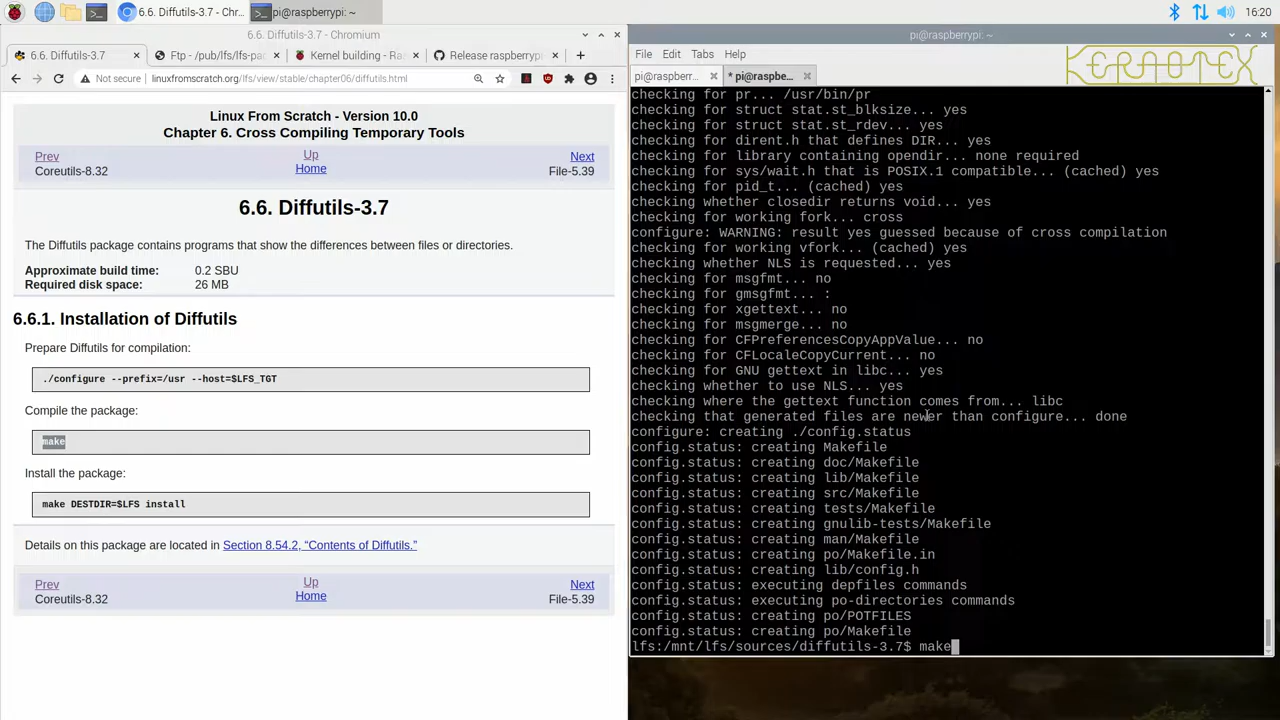 6.6. Diffutils-3.7 - Chr...
pi@raspberrypi: ~
16:20
6.6. Diffutils-3.7 - Chromium
6.6. Diffutils-3.7
Ftp - /pub/lfs/lfs-pac
Kernel building - Ras
Release raspberrypi
Not secure | linuxfromscratch.org/lfs/view/stable/chapter06/diffutils.html
Linux From Scratch - Version 10.0
Chapter 6. Cross Compiling Temporary Tools
Prev
Up
Next
Coreutils-8.32
Home
File-5.39
6.6. Diffutils-3.7
The Diffutils package contains programs that show the differences between files or directories.
Approximate build time: 0.2 SBU
Required disk space: 26 MB
6.6.1. Installation of Diffutils
Prepare Diffutils for compilation:
./configure --prefix=/usr --host=$LFS_TGT
Compile the package:
make
Install the package:
make DESTDIR=$LFS install
Details on this package are located in Section 8.54.2, “Contents of Diffutils.”
Prev
Up
Next
Coreutils-8.32
Home
File-5.39
pi@raspberrypi: ~
File Edit Tabs Help
KERAOTEX
pi@raspberr...
* pi@raspbe...
checking for pr... /usr/bin/pr
checking for struct stat.st_blksize... yes
checking for struct stat.st_rdev... yes
checking for dirent.h that defines DIR... yes
checking for library containing opendir... none required
checking for sys/wait.h that is POSIX.1 compatible... (cached) yes
checking for pid_t... (cached) yes
checking whether closedir returns void... yes
checking for working fork... cross
configure: WARNING: result yes guessed because of cross compilation
checking for working vfork... (cached) yes
checking whether NLS is requested... yes
checking for msgfmt... no
checking for gmsgfmt... :
checking for xgettext... no
checking for msgmerge... no
checking for CFPreferencesCopyAppValue... no
checking for CFLocaleCopyCurrent... no
checking for GNU gettext in libc... yes
checking whether to use NLS... yes
checking where the gettext function comes from... libc
checking that generated files are newer than configure... done
configure: creating ./config.status
config.status: creating Makefile
config.status: creating doc/Makefile
config.status: creating lib/Makefile
config.status: creating src/Makefile
config.status: creating tests/Makefile
config.status: creating gnulib-tests/Makefile
config.status: creating man/Makefile
config.status: creating po/Makefile.in
config.status: creating lib/config.h
config.status: executing depfiles commands
config.status: executing po-directories commands
config.status: creating po/POTFILES
config.status: creating po/Makefile
lfs:/mnt/lfs/sources/diffutils-3.7$ make